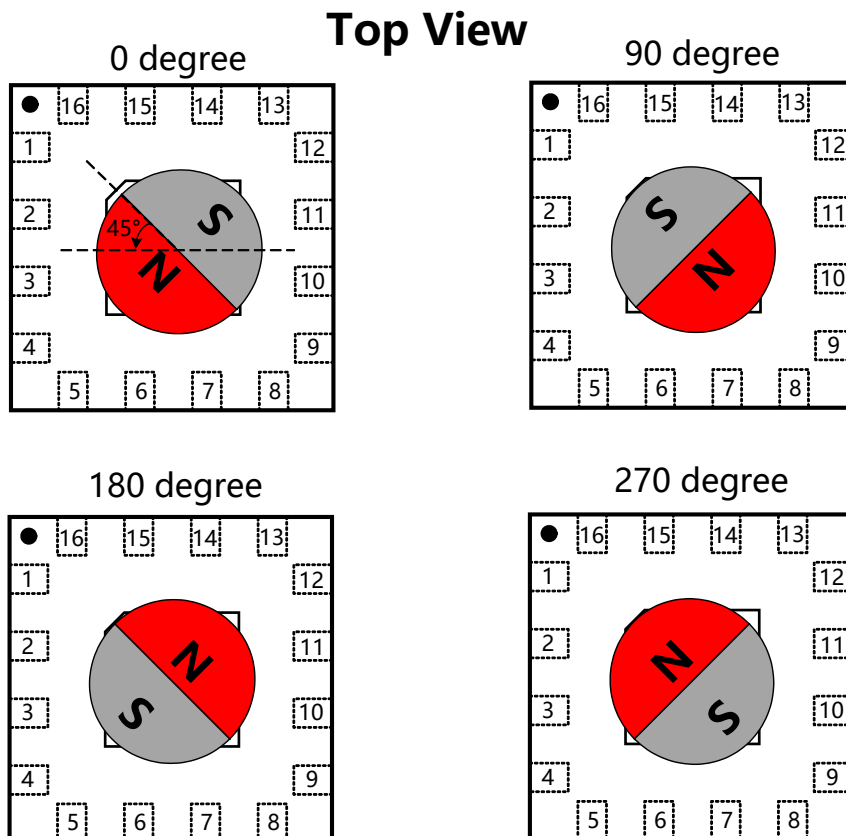 Top View
0 degree
90 degree
16 15 14 13
1 12
2 11
3 10
4 9
5 6 7 8
45°
S
N
16 15 14 13
1 12
2 11
3 10
4 9
5 6 7 8
S
N
180 degree
270 degree
16 15 14 13
1 12
2 11
3 10
4 9
5 6 7 8
N
S
16 15 14 13
1 12
2 11
3 10
4 9
5 6 7 8
N
S